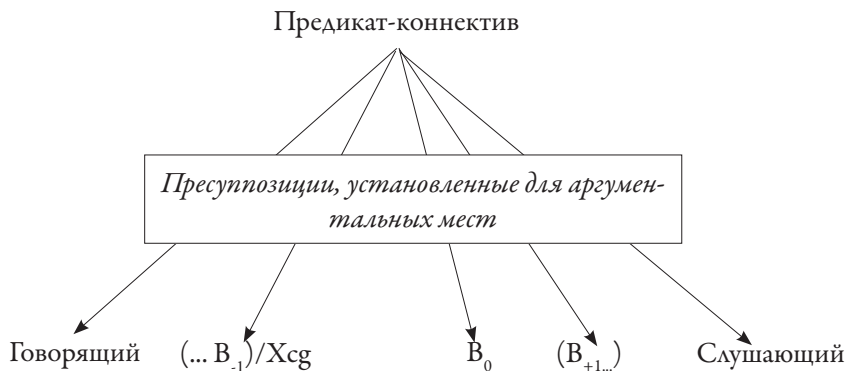 Предикат-коннектив
Пресуппозиции, установленные для аргумен-
тальных мест
Говорящий (... В₋₁)/Xcg В₀ (В₊₁...) Слушающий